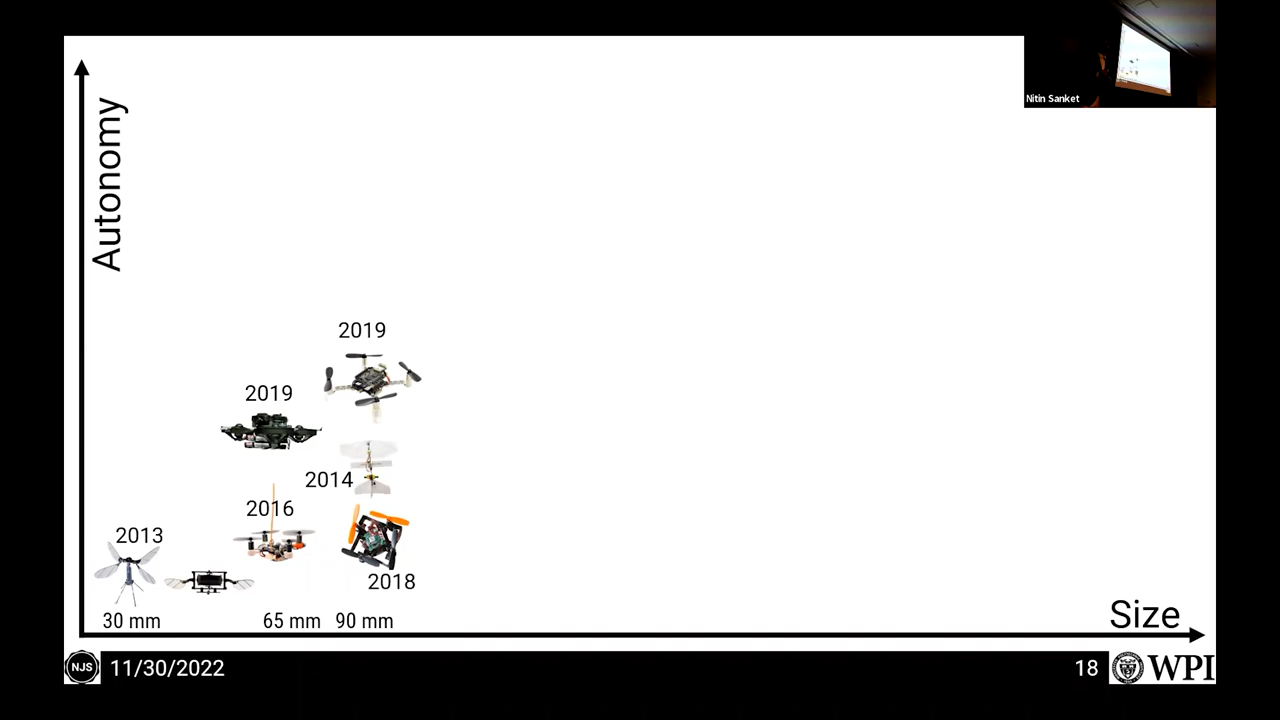 Nitin Sanket
Autonomy
2019
2019
2014
2016
2013
2018
30 mm
65 mm
90 mm
Size
NJS
11/30/2022
18
WPI